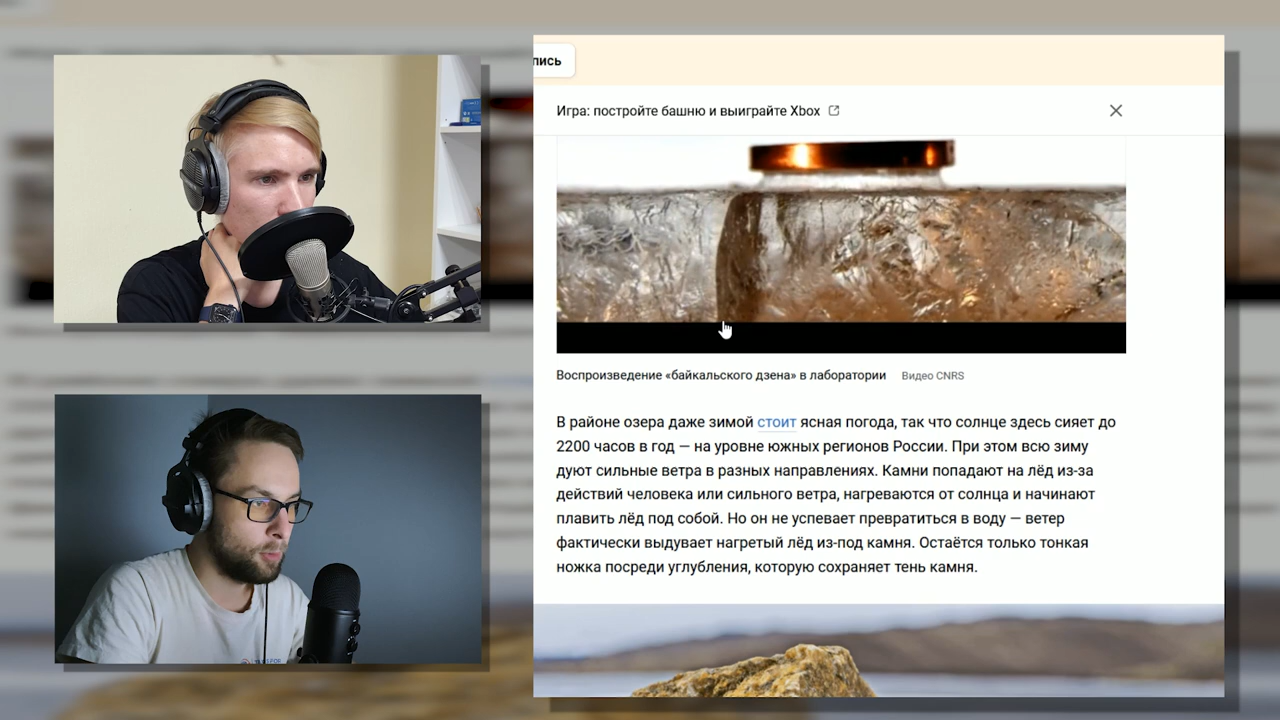 пись
Игра: постройте башню и выиграйте Xbox
Воспроизведение «байкальского дзена» в лаборатории Видео CNRS
В районе озера даже зимой стоит ясная погода, так что солнце здесь сияет до
2200 часов в год — на уровне южных регионов России. При этом всю зиму
дуют сильные ветра в разных направлениях. Камни попадают на лёд из-за
действий человека или сильного ветра, нагреваются от солнца и начинают
плавить лёд под собой. Но он не успевает превратиться в воду — ветер
фактически выдувает нагретый лёд из-под камня. Остаётся только тонкая
ножка посреди углубления, которую сохраняет тень камня.